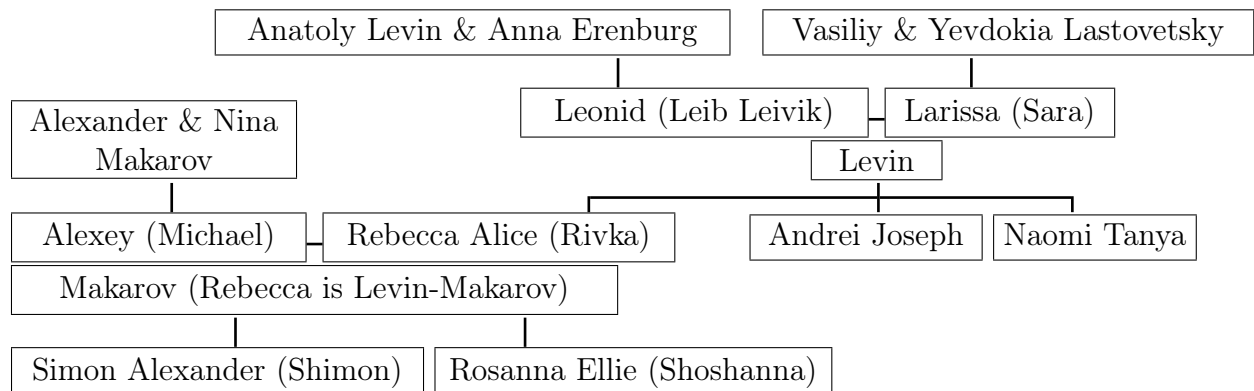 Anatoly Levin & Anna Erenburg
Vasiliy & Yevdokia Lastovetsky
Leonid (Leib Leivik)
Larissa (Sara)
Alexander & Nina
Makarov
Levin
Alexey (Michael)
Rebecca Alice (Rivka)
Andrei Joseph
Naomi Tanya
Makarov (Rebecca is Levin-Makarov)
Simon Alexander (Shimon)
Rosanna Ellie (Shoshanna)